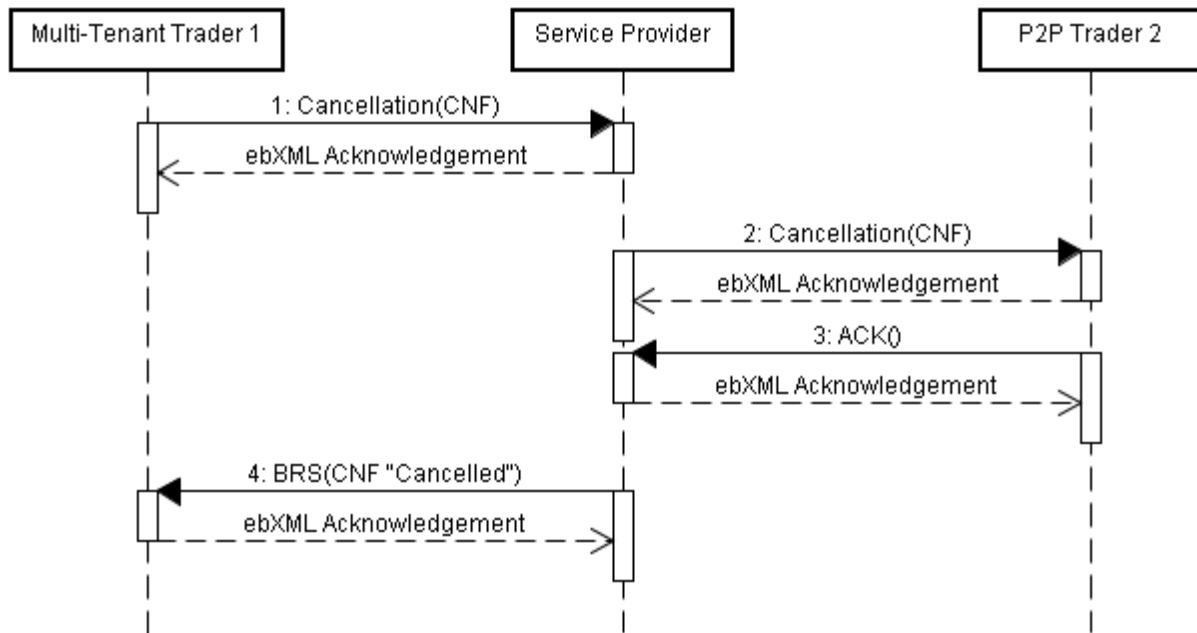 Multi-Tenant Trader 1
Service Provider
P2P Trader 2
1: Cancellation(CNF)
ebXML Acknowledgement
2: Cancellation(CNF)
ebXML Acknowledgement
3: ACK()
ebXML Acknowledgement
4: BRS(CNF "Cancelled")
ebXML Acknowledgement